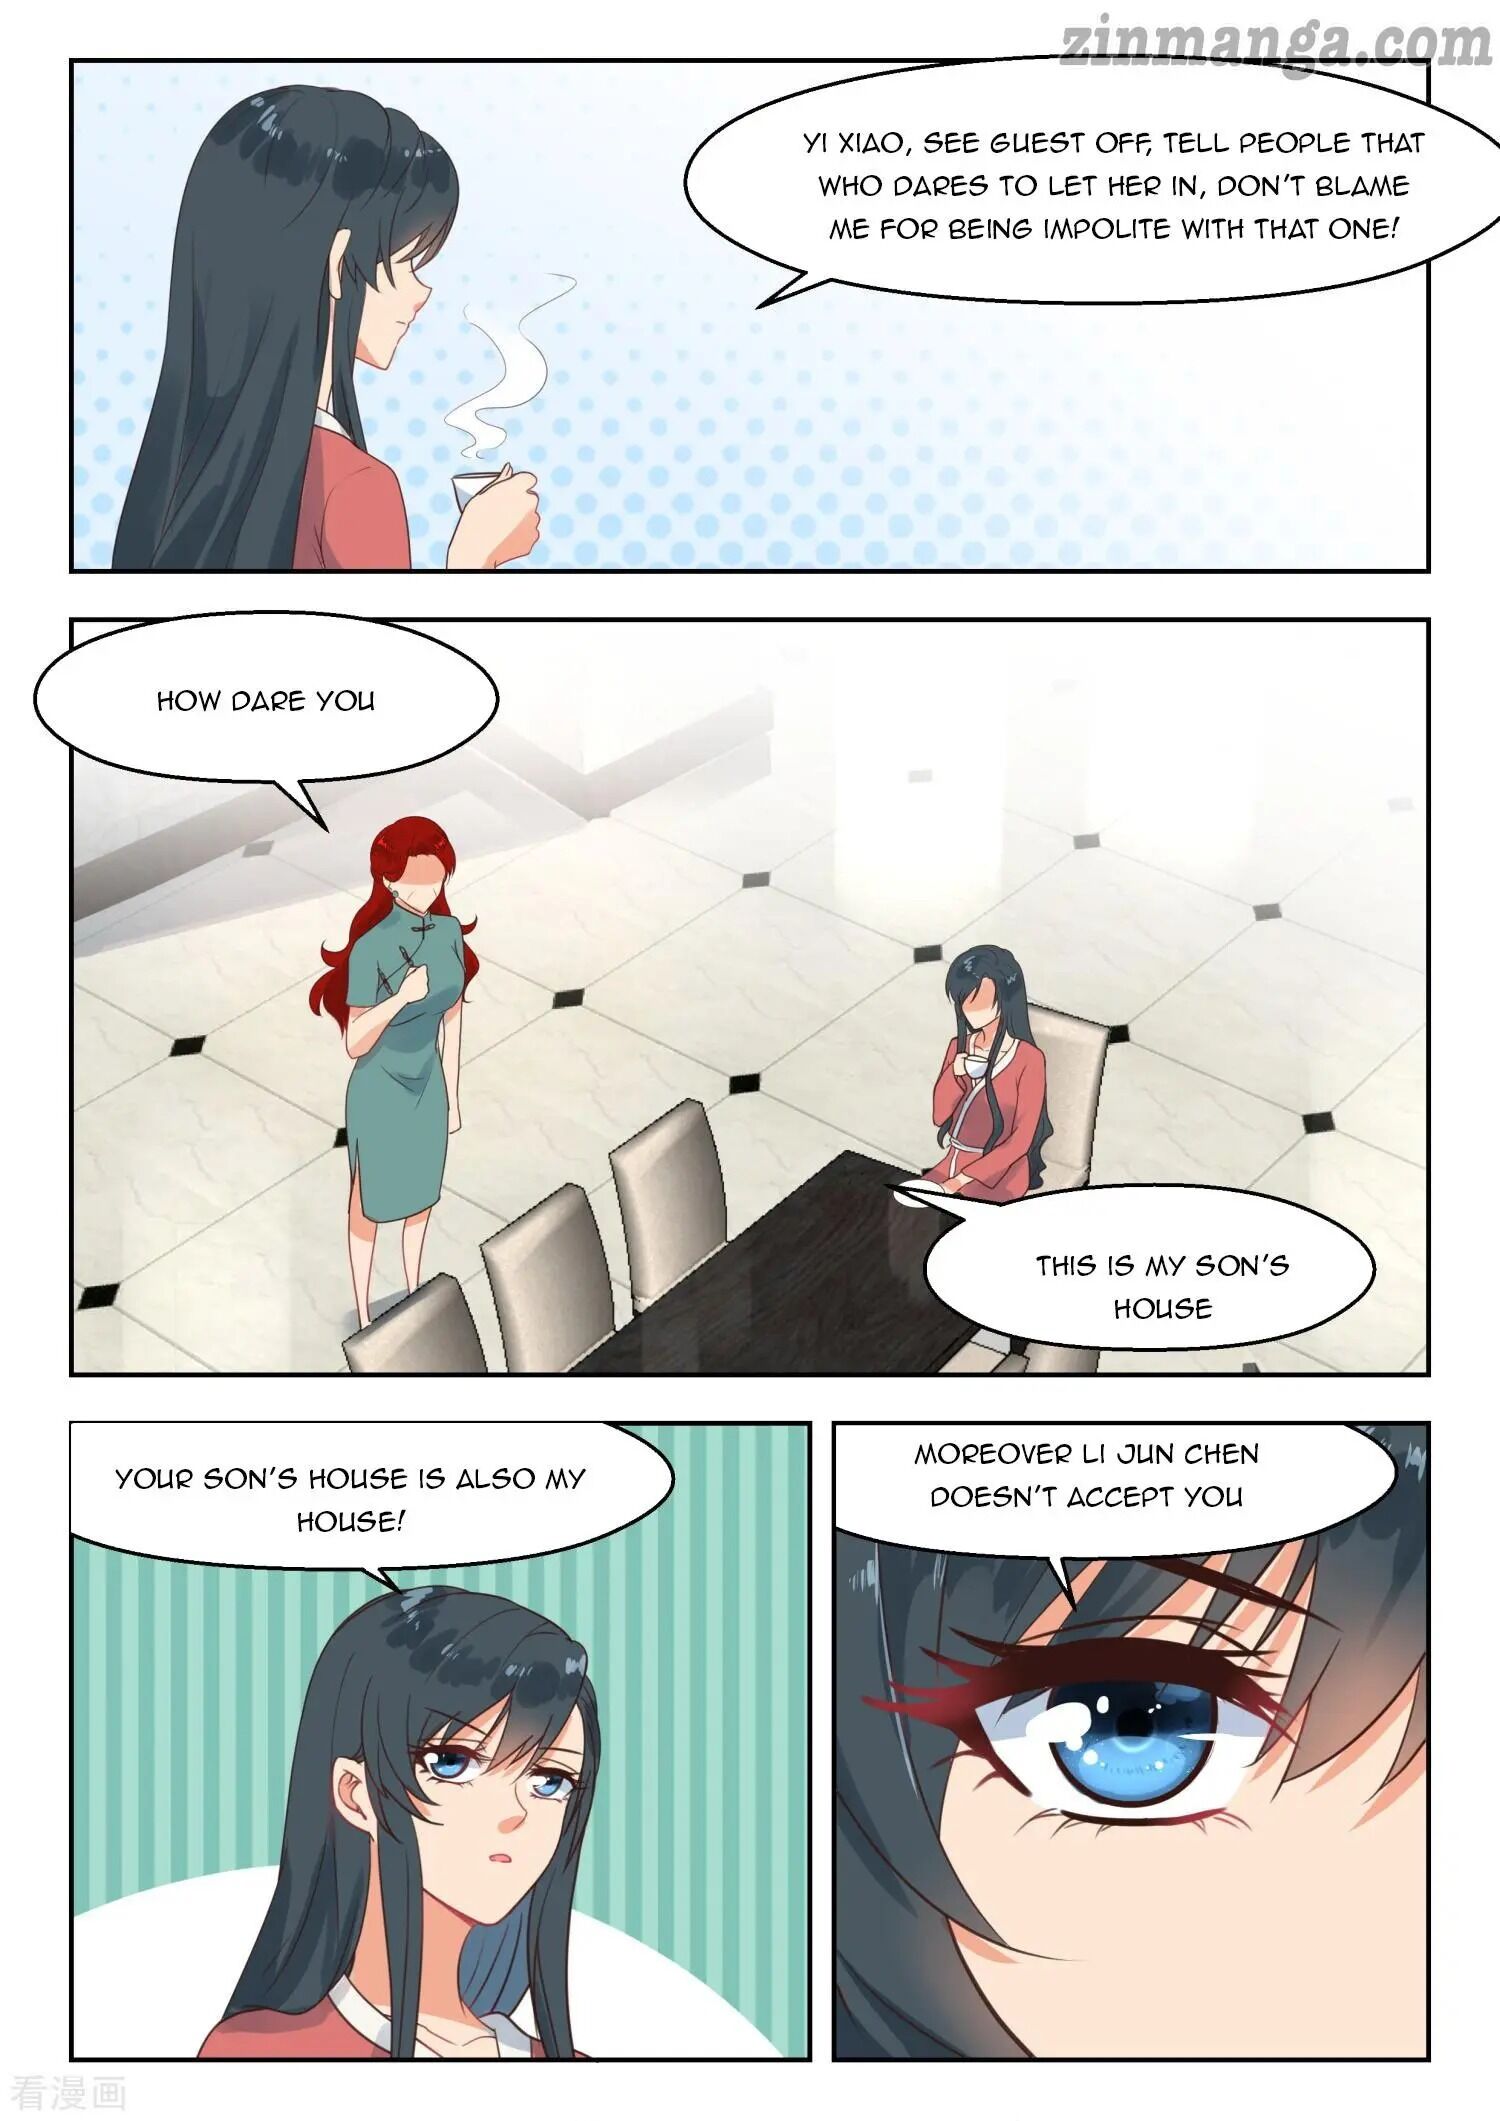 zinmanga.com
YI XIAO, SEE GUEST OFF, TELL PEOPLE THAT
WHO DARES TO LET HER IN, DON'T BLAME
ME FOR BEING IMPOLITE WITH THAT ONE!
HOW DARE YOU
THIS IS MY SON'S
HOUSE
YOUR SON'S HOUSE IS ALSO MY
HOUSE!
MOREOVER LI JUN CHEN
DOESN'T ACCEPT YOU
看漫画